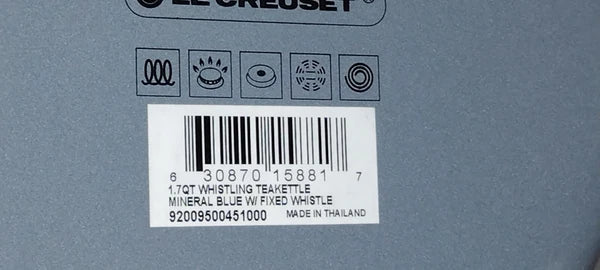 LE CREUSET®
6 30870 15881 7
1.7QT WHISTLING TEAKETTLE
MINERAL BLUE W/ FIXED WHISTLE
92009500451000 MADE IN THAILAND